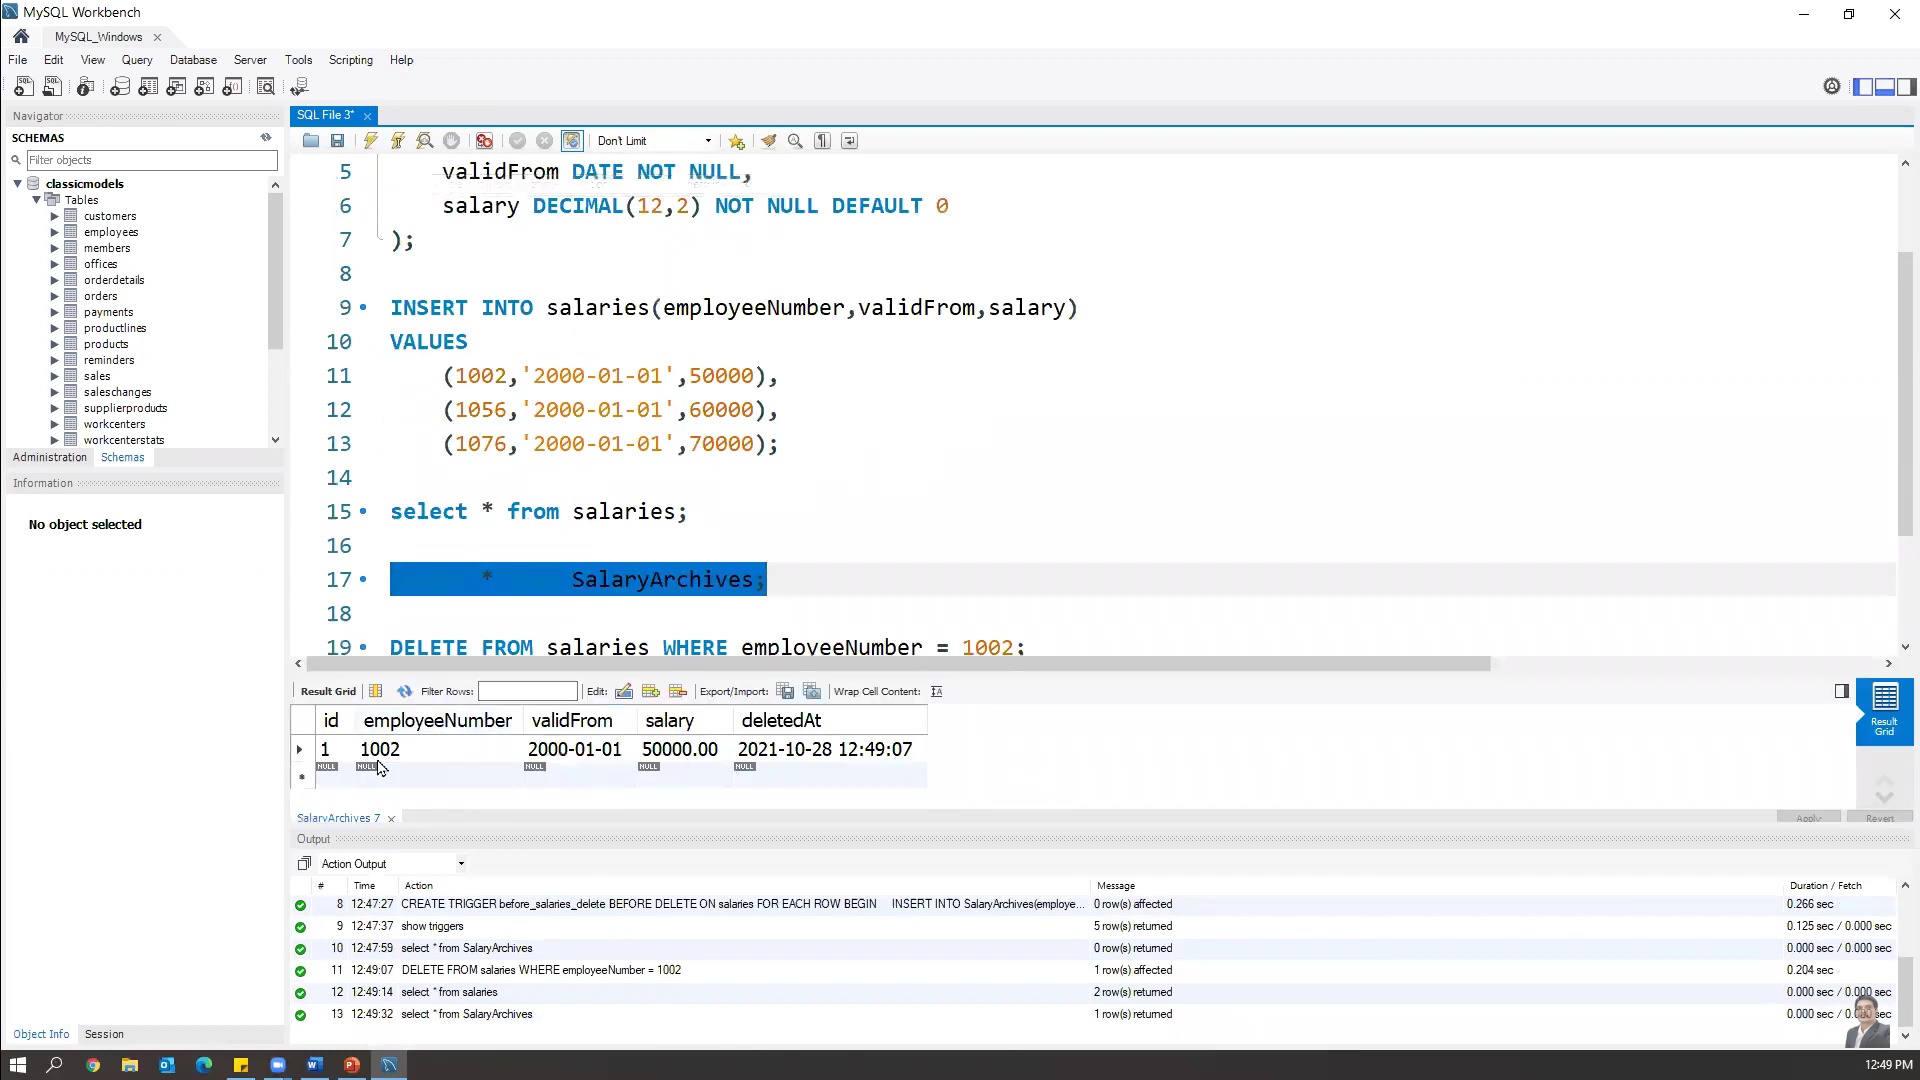 MySQL Workbench
MySQL_Windows
File Edit View Query Database Server Tools Scripting Help
Navigator
SCHEMAS
Filter objects
classicmodels
Tables
customers
employees
members
offices
orderdetails
orders
payments
productlines
products
reminders
sales
saleschanges
supplierproducts
workcenters
workcenterstats
Administration Schemas
Information
No object selected
Object Info Session
SQL File 3*
Don't Limit
5 validFrom DATE NOT NULL,
6 salary DECIMAL(12,2) NOT NULL DEFAULT 0
7 );
8
9 INSERT INTO salaries(employeeNumber,validFrom,salary)
10 VALUES
11 (1002,'2000-01-01',50000),
12 (1056,'2000-01-01',60000),
13 (1076,'2000-01-01',70000);
14
15 select * from salaries;
16
17 * SalaryArchives;
18
19 DELETE FROM salaries WHERE employeeNumber = 1002;
Result Grid Filter Rows: Edit: Export/Import: Wrap Cell Content:
id employeeNumber validFrom salary deletedAt
1 1002 2000-01-01 50000.00 2021-10-28 12:49:07
NULL NULL NULL NULL NULL
Result Grid
SalaryArchives 7
Apply Revert
Output
Action Output
# Time Action Message Duration / Fetch
8 12:47:27 CREATE TRIGGER before_salaries_delete BEFORE DELETE ON salaries FOR EACH ROW BEGIN INSERT INTO SalaryArchives(employe... 0 row(s) affected 0.266 sec
9 12:47:37 show triggers 5 row(s) returned 0.125 sec / 0.000 sec
10 12:47:59 select * from SalaryArchives 0 row(s) returned 0.000 sec / 0.000 sec
11 12:49:07 DELETE FROM salaries WHERE employeeNumber = 1002 1 row(s) affected 0.204 sec
12 12:49:14 select * from salaries 2 row(s) returned 0.000 sec / 0.000 sec
13 12:49:32 select * from SalaryArchives 1 row(s) returned 0.000 sec / 0.000 sec
12:49 PM